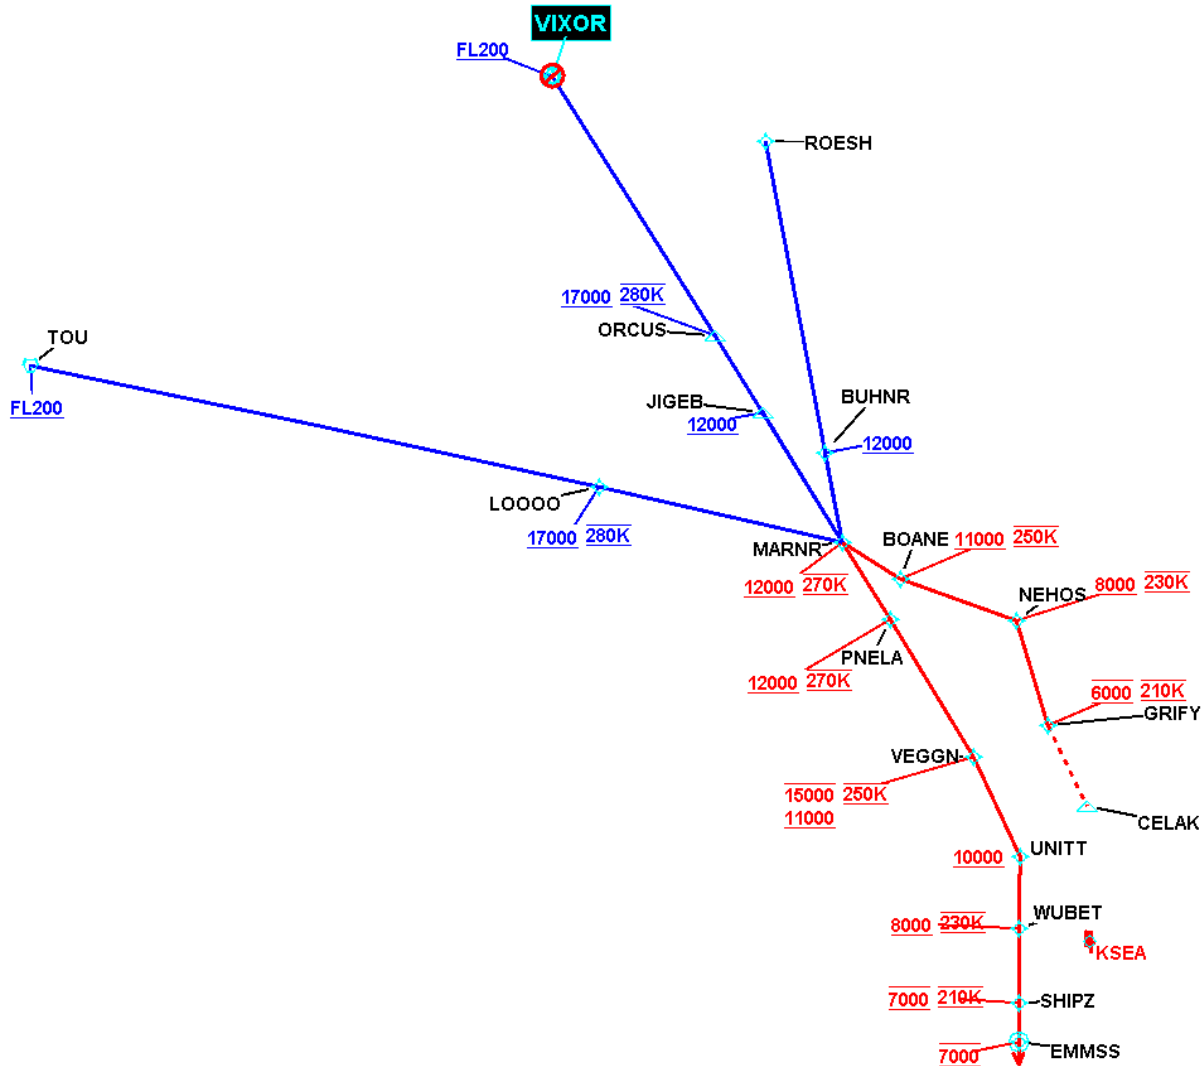 VIXOR
FL200
ROESH
17000 280K
ORCUS
TOU
FL200
JIGEB
12000
BUHNR
12000
LOOOO
17000 280K
MARNR
BOANE
11000 250K
12000 270K
NEHOS
8000 230K
PNELA
12000 270K
6000 210K
GRIFY
VEGGN
15000 250K
11000
CELAK
UNITT
10000
WUBET
8000 230K
KSEA
7000 210K
SHIPZ
EMMSS
7000